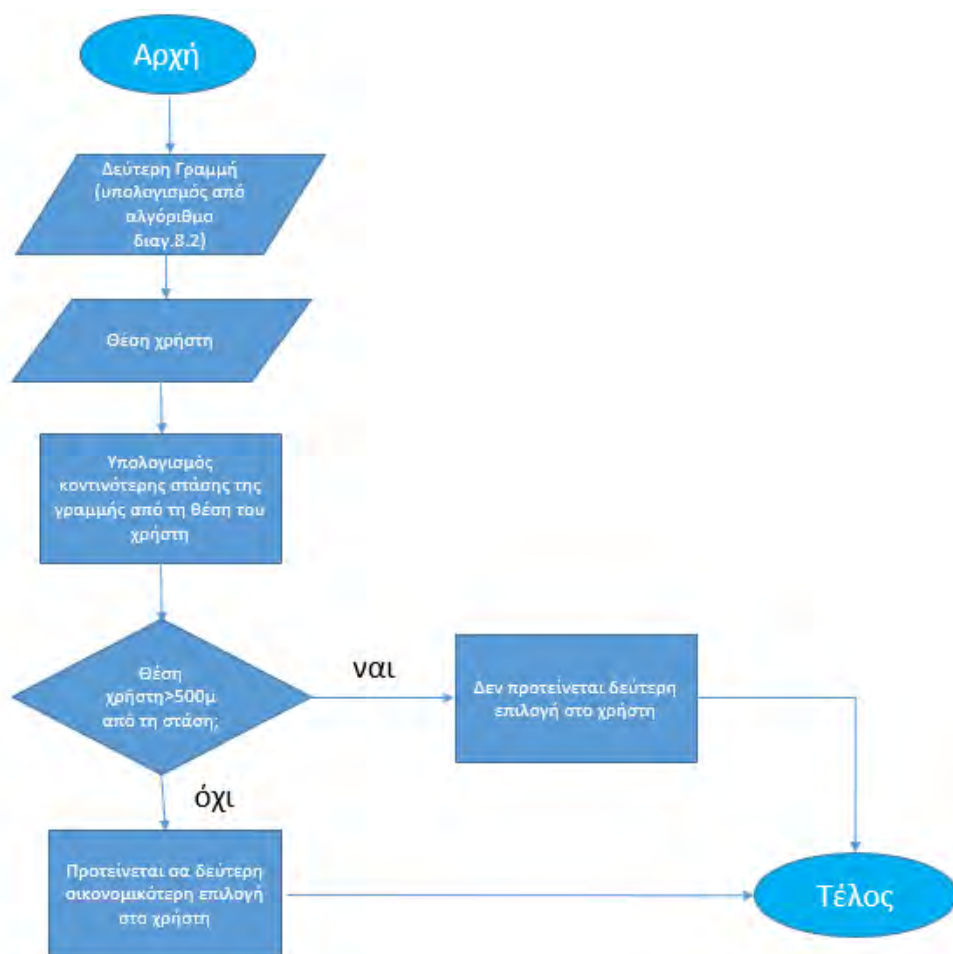 Αρχή
Δεύτερη Γραμμή
(υπολογισμός από
αλγόριθμο
διαγ.8.2)
Θέση χρήστη
Υπολογισμός
κοντινότερης στάσης της
γραμμής από τη θέση του
χρήστη
Θέση
χρήστη>500μ
από τη στάση;
ναι
Δεν προτείνεται δεύτερη
επιλογή στο χρήστη
όχι
Προτείνεται σα δεύτερη
οικονομικότερη επιλογή
στο χρήστη
Τέλος